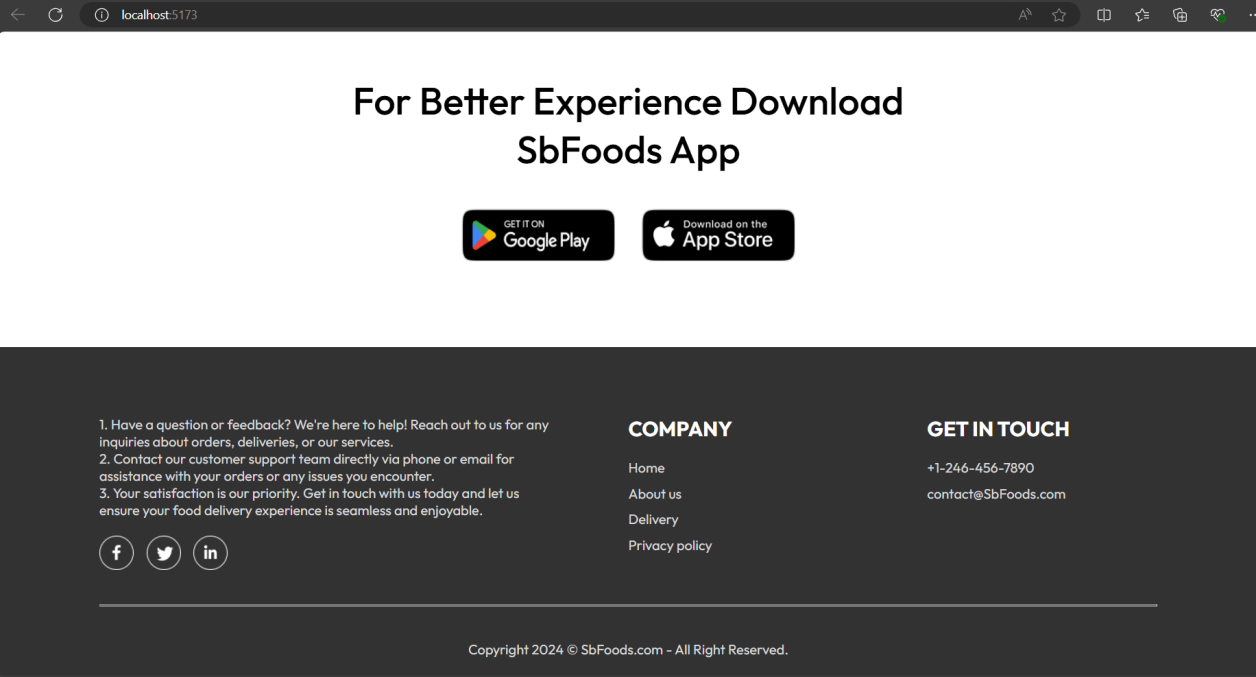 localhost:5173
For Better Experience Download
SbFoods App
GET IT ON
Google Play
Download on the
App Store
1. Have a question or feedback? We're here to help! Reach out to us for any
inquiries about orders, deliveries, or our services.
2. Contact our customer support team directly via phone or email for
assistance with your orders or any issues you encounter.
3. Your satisfaction is our priority. Get in touch with us today and let us
ensure your food delivery experience is seamless and enjoyable.
COMPANY
Home
About us
Delivery
Privacy policy
GET IN TOUCH
+1-246-456-7890
contact@SbFoods.com
Copyright 2024 © SbFoods.com - All Right Reserved.